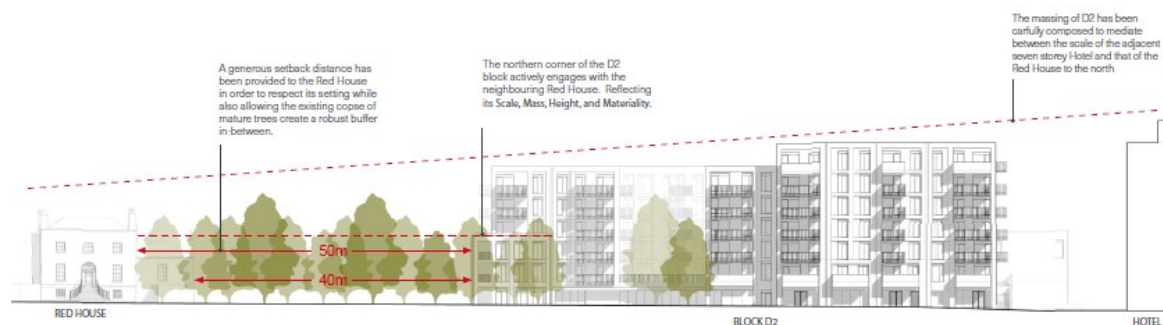 The massing of D2 has been
carfully composed to mediate
between the scale of the adjacent
seven storey Hotel and that of the
Red House to the north
A generous setback distance has
been provided to the Red House
in order to respect its setting while
also allowing the existing copse of
mature trees create a robust buffer
in-between.
The northern corner of the D2
block actively engages with the
neighbouring Red House. Reflecting
its Scale, Mass, Height, and Materiality.
50m
40m
RED HOUSE
BLOCK D2
HOTEL